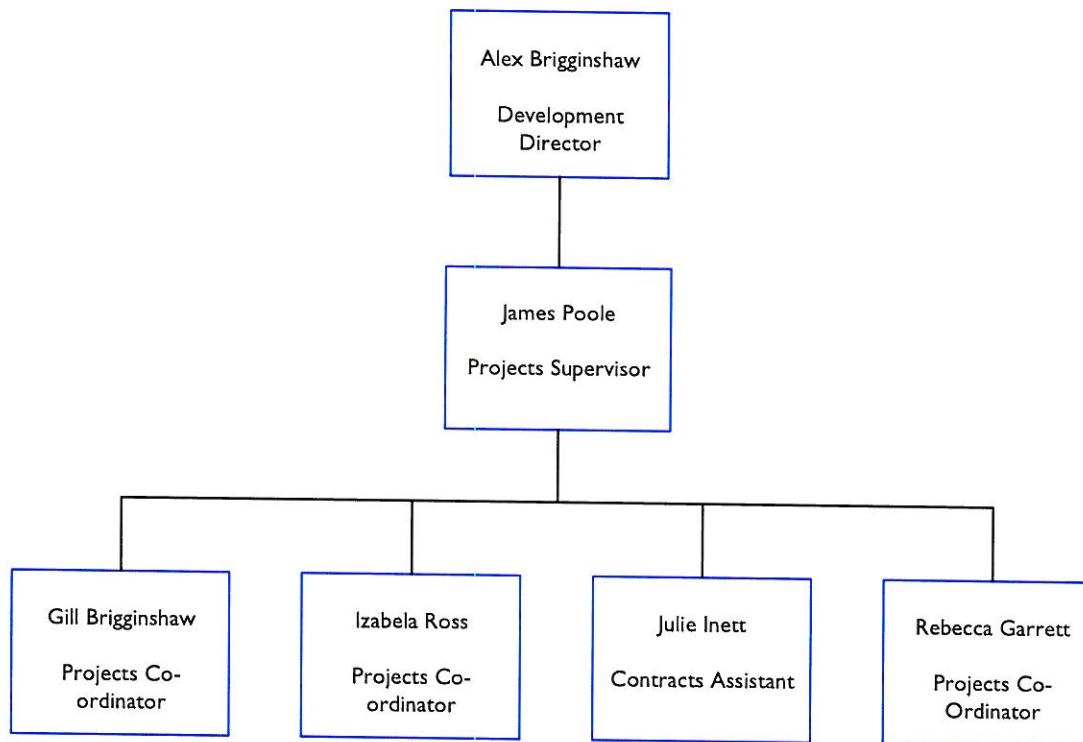 Alex Brigginshaw
Development
Director
James Poole
Projects Supervisor
Gill Brigginshaw
Projects Co-
ordinator
Izabela Ross
Projects Co-
ordinator
Julie Inett
Contracts Assistant
Rebecca Garrett
Projects Co-
Ordinator